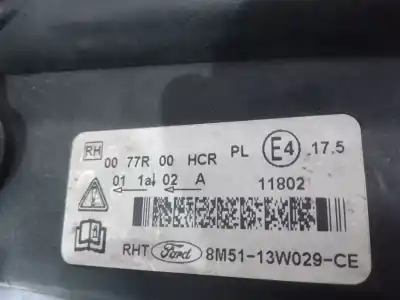 RH 00 77R 00 HCR PL E4 .17.5
01 1a 02 A 11802
RHT Ford 8M51-13W029-CE